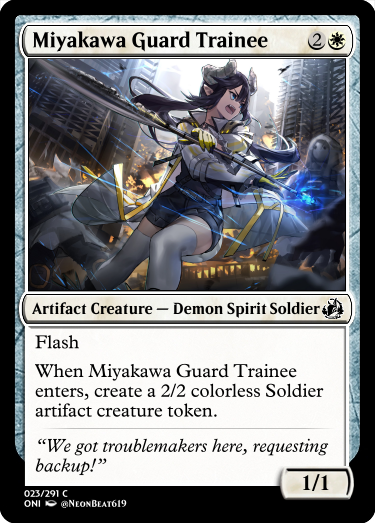 Miyakawa Guard Trainee 2
Artifact Creature — Demon Spirit Soldier
Flash
When Miyakawa Guard Trainee
enters, create a 2/2 colorless Soldier
artifact creature token.
“We got troublemakers here, requesting
backup!”
1/1
023/291 C
ONI @NeonBeat619